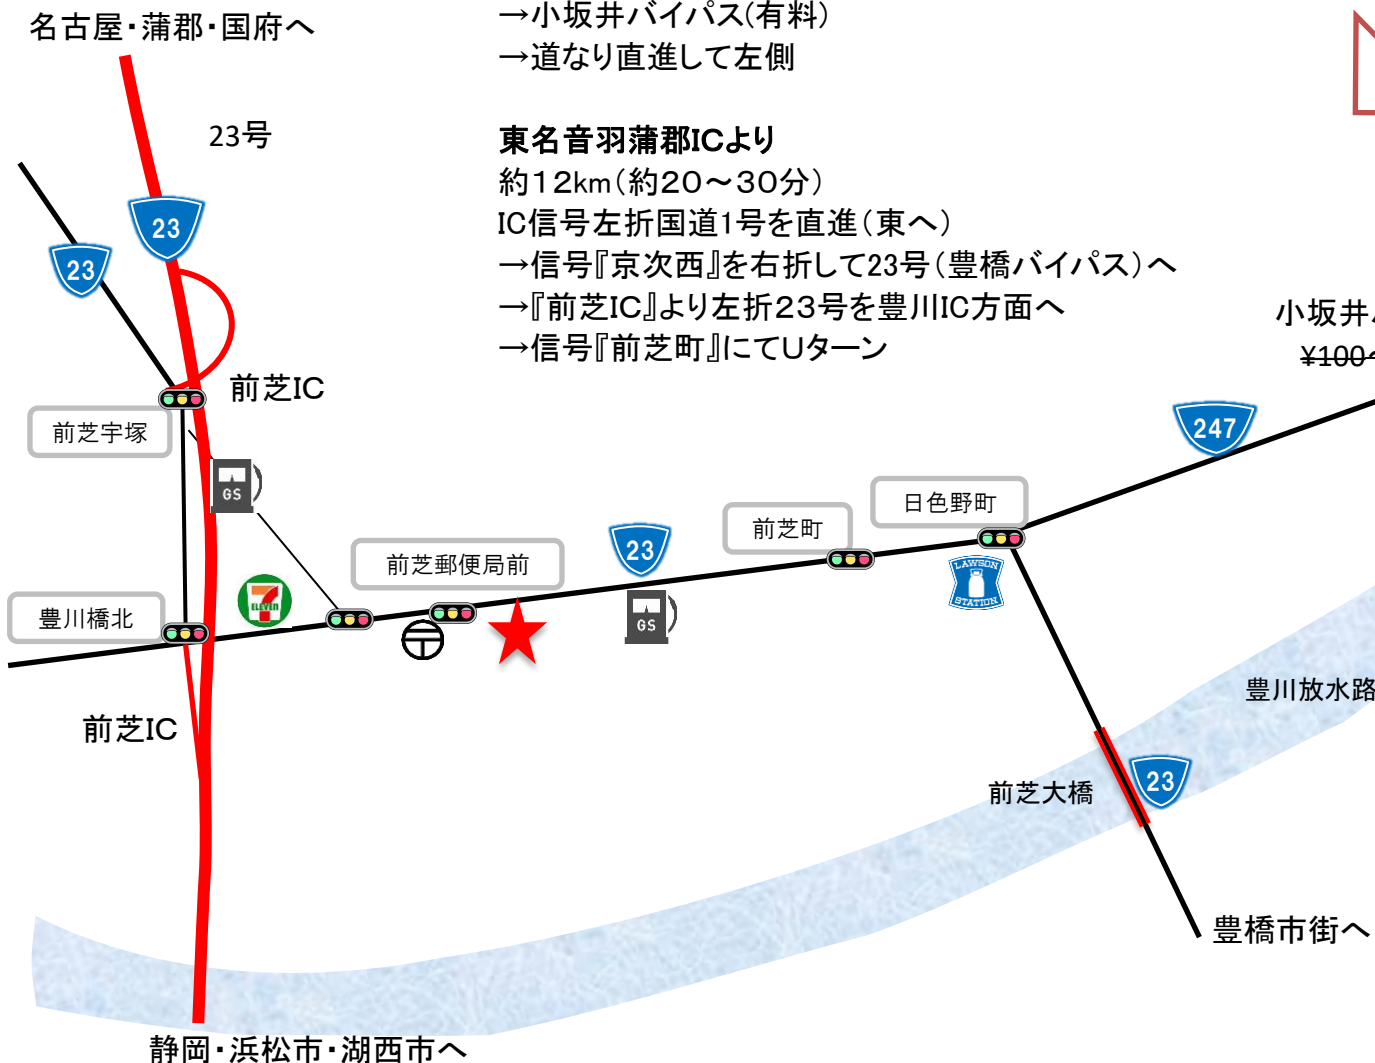 →小坂井バイパス(有料)
→道なり直進して左側
名古屋・蒲郡・国府へ
23号
東名音羽蒲郡ICより
約12km(約20～30分)
IC信号左折国道1号を直進(東へ)
→信号『京次西』を右折して23号(豊橋バイパス)へ
→『前芝IC』より左折23号を豊川IC方面へ
→信号『前芝町』にてUターン
23
23
小坂井
¥100
前芝IC
前芝宇塚
247
GS
日色野町
前芝町
前芝郵便局前
23
LAWSON
STATION
7
ELEVEN
豊川橋北
GS
豊川放水路
前芝IC
前芝大橋
23
豊橋市街へ
静岡・浜松市・湖西市へ